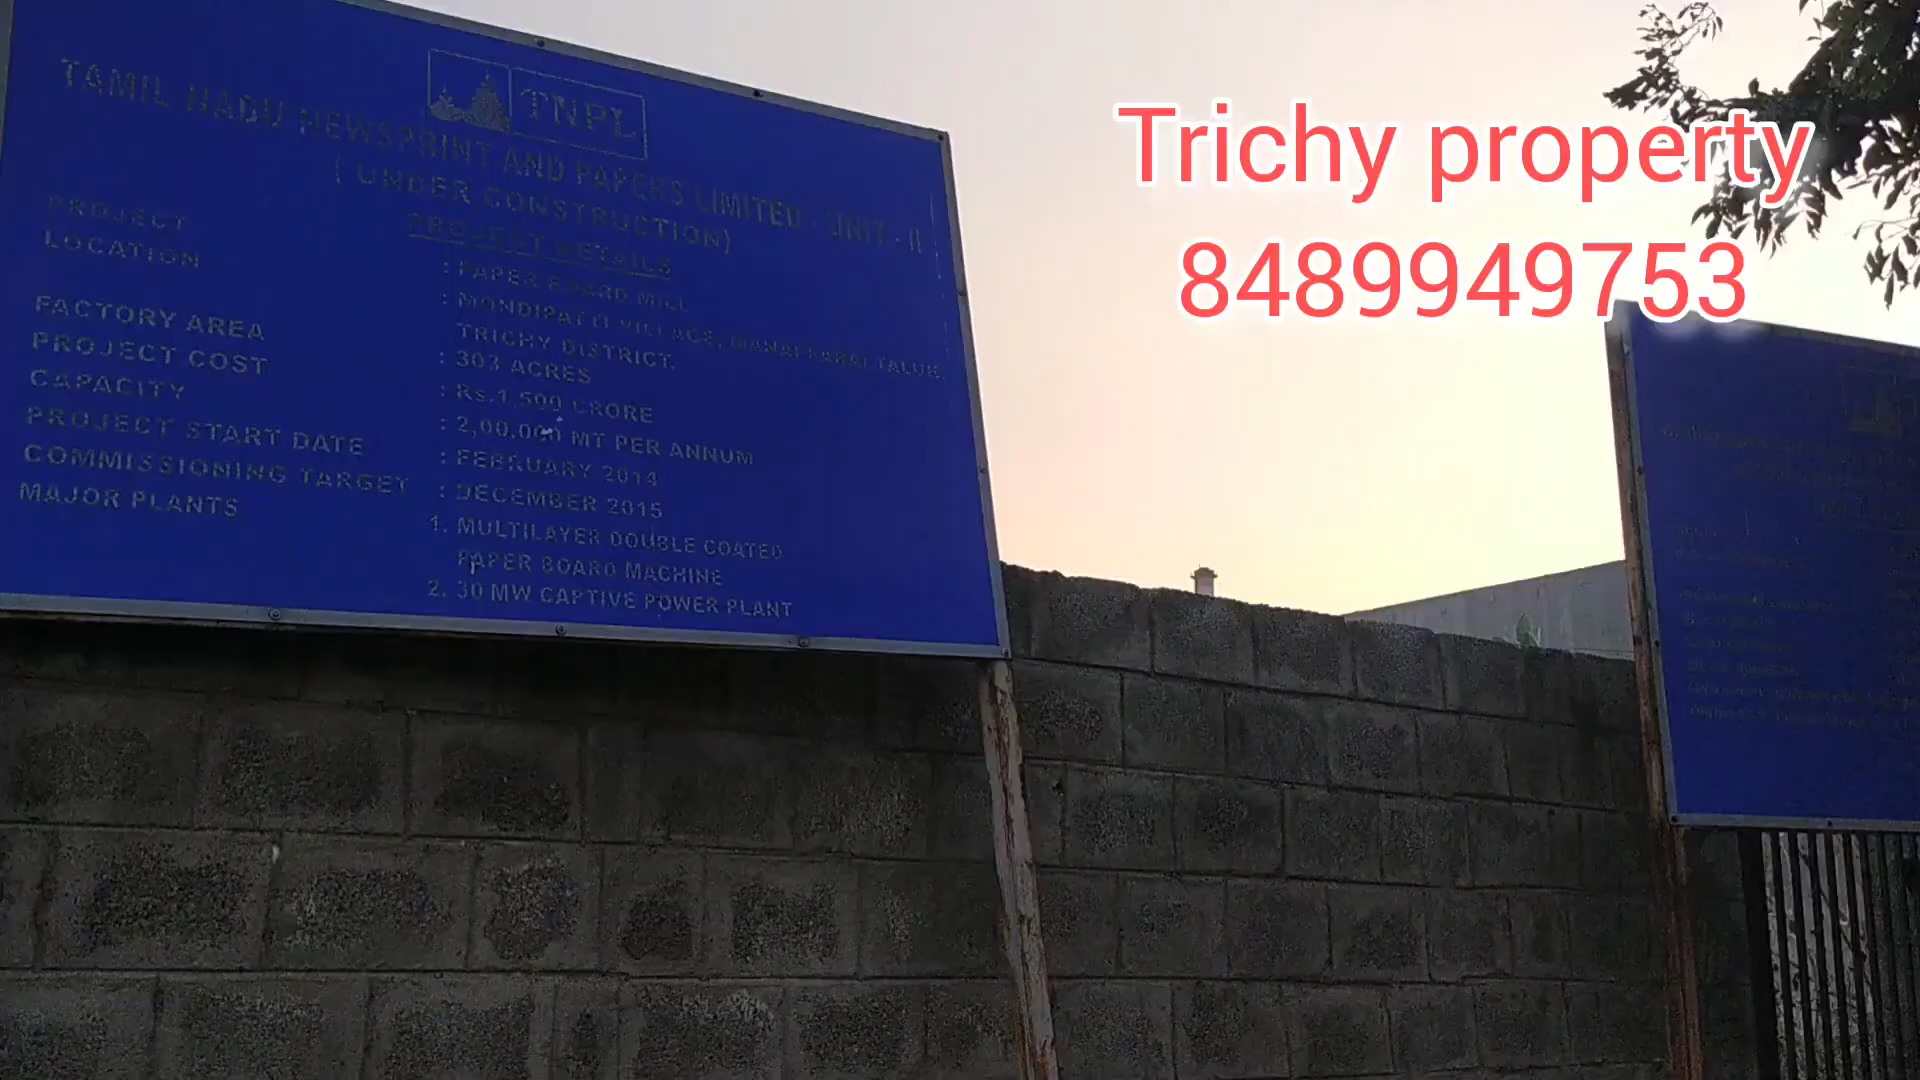 TNPL
TAMIL NADU NEWSPRINT AND PAPERS LIMITED - UNIT - II
( UNDER CONSTRUCTION)
PROJECT DETAILS
PROJECT : PAPER BOARD MILL
LOCATION : MONDIPATTI VILLAGE, MANAPPARAI TALUK,
TRICHY DISTRICT.
FACTORY AREA : 303 ACRES
PROJECT COST : Rs.1,500 CRORE
CAPACITY : 2,00,000 MT PER ANNUM
PROJECT START DATE : FEBRUARY 2014
COMMISSIONING TARGET : DECEMBER 2015
MAJOR PLANTS 1. MULTILAYER DOUBLE COATED
PAPER BOARD MACHINE
2. 30 MW CAPTIVE POWER PLANT
Trichy property
8489949753